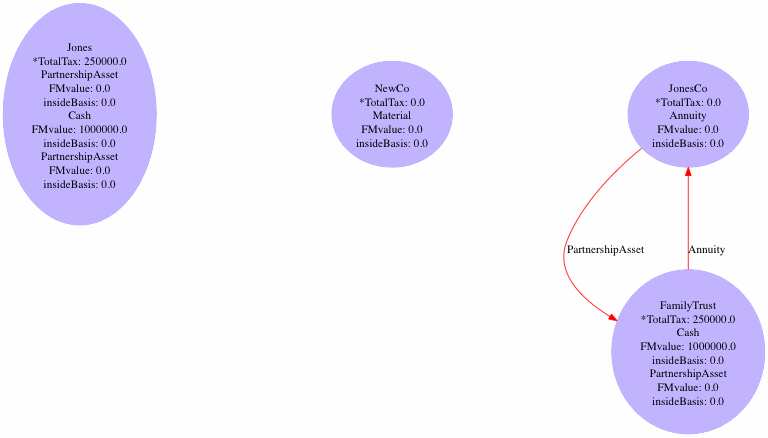 Jones
*TotalTax: 250000.0
PartnershipAsset
FMvalue: 0.0
insideBasis: 0.0
Cash
FMvalue: 1000000.0
insideBasis: 0.0
PartnershipAsset
FMvalue: 0.0
insideBasis: 0.0
NewCo
*TotalTax: 0.0
Material
FMvalue: 0.0
insideBasis: 0.0
JonesCo
*TotalTax: 0.0
Annuity
FMvalue: 0.0
insideBasis: 0.0
PartnershipAsset
Annuity
FamilyTrust
*TotalTax: 250000.0
Cash
FMvalue: 1000000.0
insideBasis: 0.0
PartnershipAsset
FMvalue: 0.0
insideBasis: 0.0